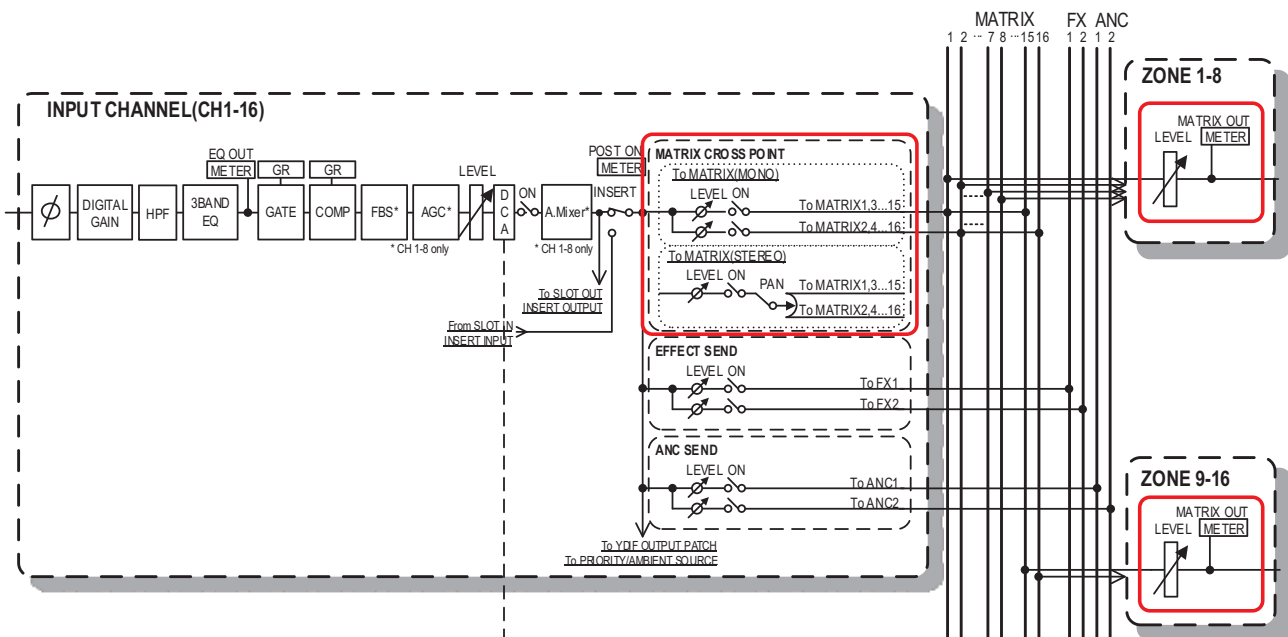 MATRIX FX ANC
1 2 ··· 7 8 ···15 16 1 2 1 2
INPUT CHANNEL(CH1-16)
Ø
DIGITAL
GAIN
HPF
3BAND
EQ
EQ OUT
METER
GR
GATE
GR
COMP
FBS*
AGC*
* CH 1-8 only
LEVEL
D
C
A
ON
A.Mixer*
* CH 1-8 only
POST ON
METER
INSERT
To SLOT OUT
INSERT OUTPUT
From SLOT IN
INSERT INPUT
MATRIX CROSS POINT
To MATRIX(MONO)
LEVEL ON
To MATRIX1,3...15
To MATRIX2,4...16
To MATRIX(STEREO)
LEVEL ON
PAN
To MATRIX1,3...15
To MATRIX2,4...16
EFFECT SEND
LEVEL ON
To FX1
To FX2
ANC SEND
LEVEL ON
To ANC1
To ANC2
To YDIF OUTPUT PATCH
To PRIORITY/AMBIENT SOURCE
ZONE 1-8
MATRIX OUT
LEVEL METER
ZONE 9-16
MATRIX OUT
LEVEL METER